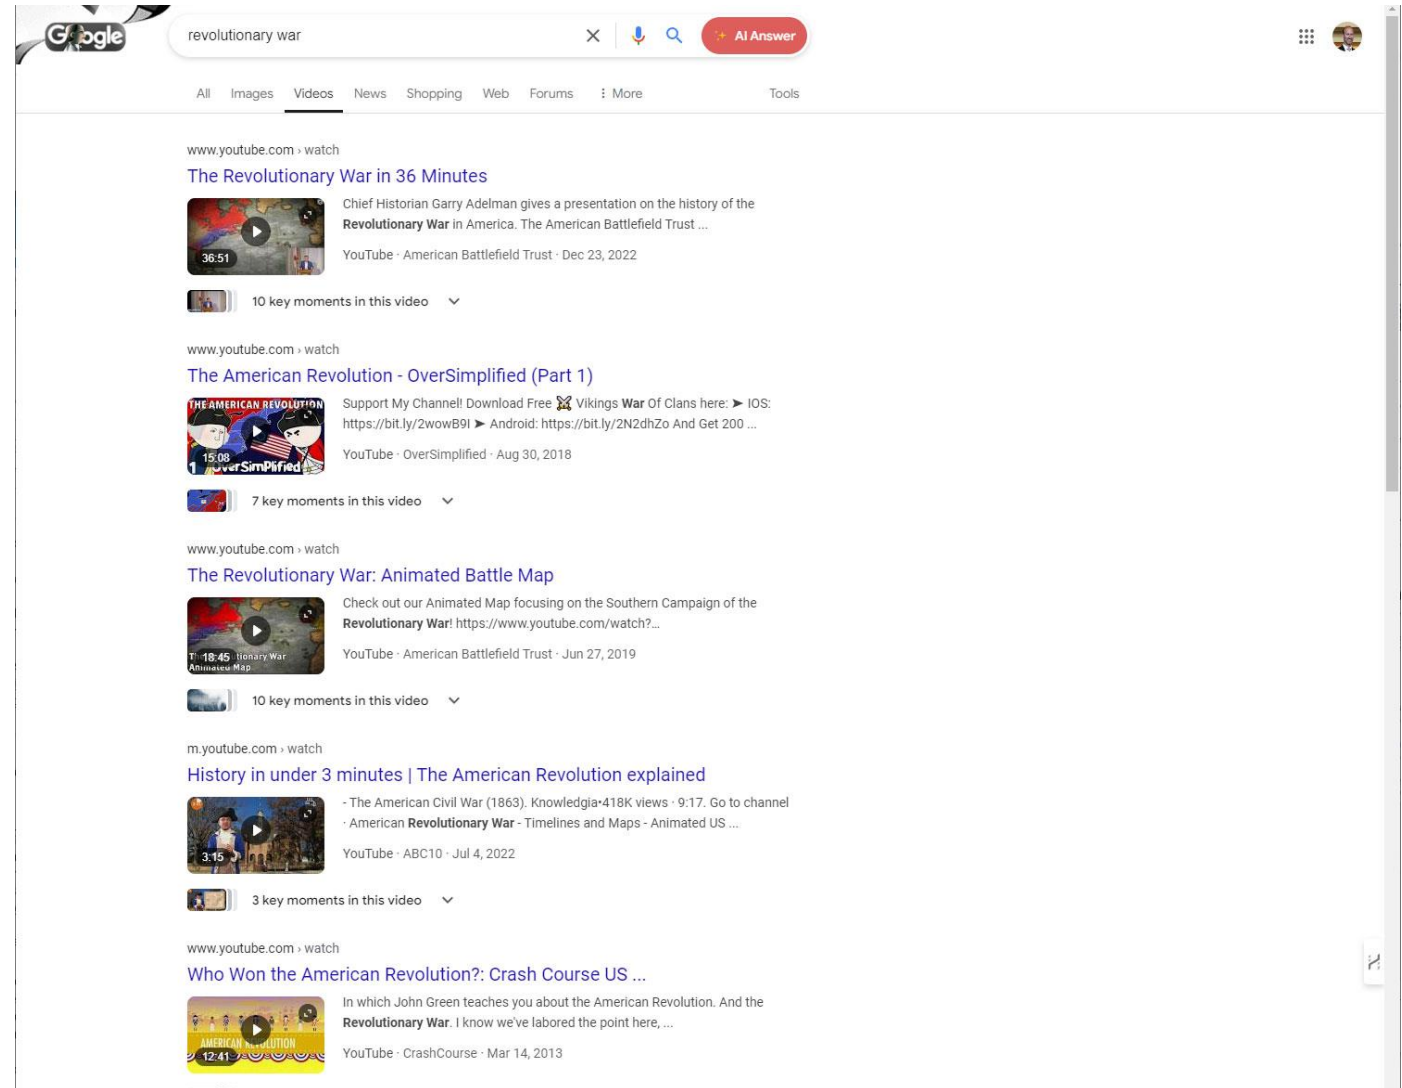 Google
revolutionary war
AI Answer
All Images Videos News Shopping Web Forums More Tools
www.youtube.com › watch
The Revolutionary War in 36 Minutes
Chief Historian Garry Adelman gives a presentation on the history of the
Revolutionary War in America. The American Battlefield Trust ...
36:51
YouTube · American Battlefield Trust · Dec 23, 2022
10 key moments in this video
www.youtube.com › watch
The American Revolution - OverSimplified (Part 1)
THE AMERICAN REVOLUTION
Support My Channel! Download Free ⚔️ Vikings War Of Clans here: ➤ IOS:
https://bit.ly/2wowB9I ➤ Android: https://bit.ly/2N2dhZo And Get 200 ...
15:08
1 OverSimplified
YouTube · OverSimplified · Aug 30, 2018
7 key moments in this video
www.youtube.com › watch
The Revolutionary War: Animated Battle Map
Check out our Animated Map focusing on the Southern Campaign of the
Revolutionary War! https://www.youtube.com/watch?...
18:45
Animated Map
YouTube · American Battlefield Trust · Jun 27, 2019
10 key moments in this video
m.youtube.com › watch
History in under 3 minutes | The American Revolution explained
- The American Civil War (1863). Knowledgia•418K views · 9:17. Go to channel
· American Revolutionary War - Timelines and Maps - Animated US ...
3:15
YouTube · ABC10 · Jul 4, 2022
3 key moments in this video
www.youtube.com › watch
Who Won the American Revolution?: Crash Course US ...
In which John Green teaches you about the American Revolution. And the
Revolutionary War. I know we've labored the point here, ...
AMERICAN REVOLUTION
12:41
YouTube · CrashCourse · Mar 14, 2013